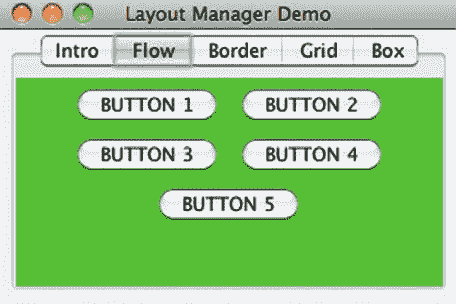 Layout Manager Demo
Intro Flow Border Grid Box
BUTTON 1 BUTTON 2
BUTTON 3 BUTTON 4
BUTTON 5